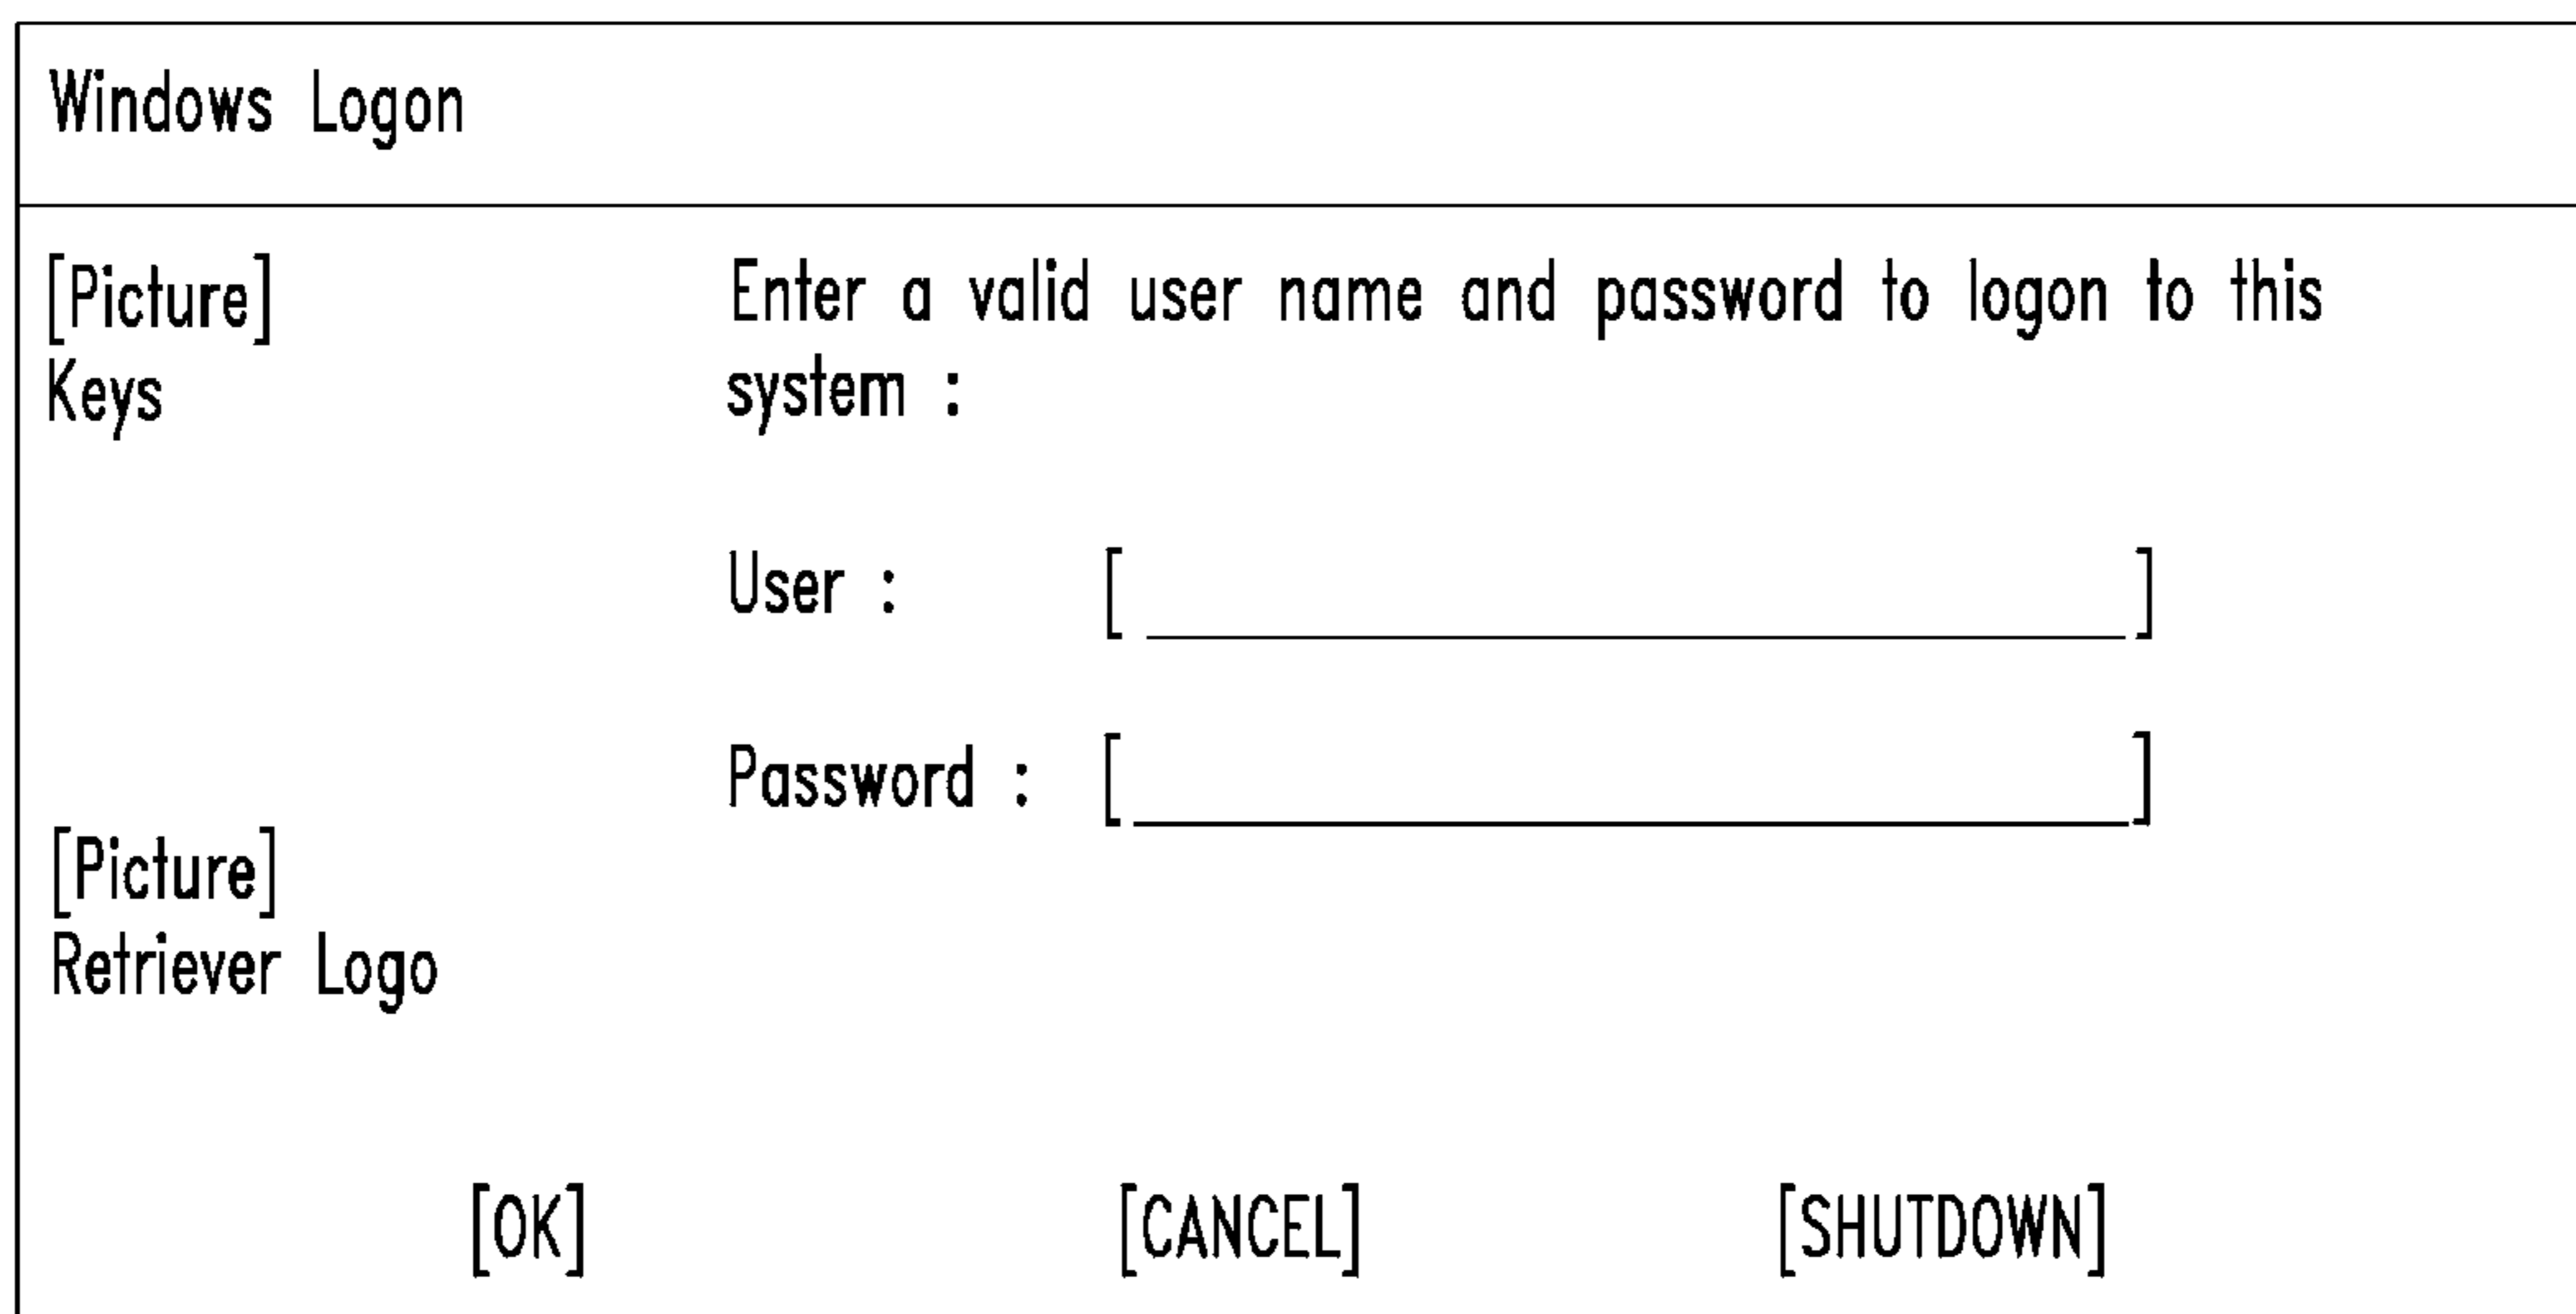 Windows Logon
[Picture]
Keys
Enter a valid user name and password to logon to this
system :
User : [ ]
Password : [ ]
[Picture]
Retriever Logo
[OK] [CANCEL] [SHUTDOWN]